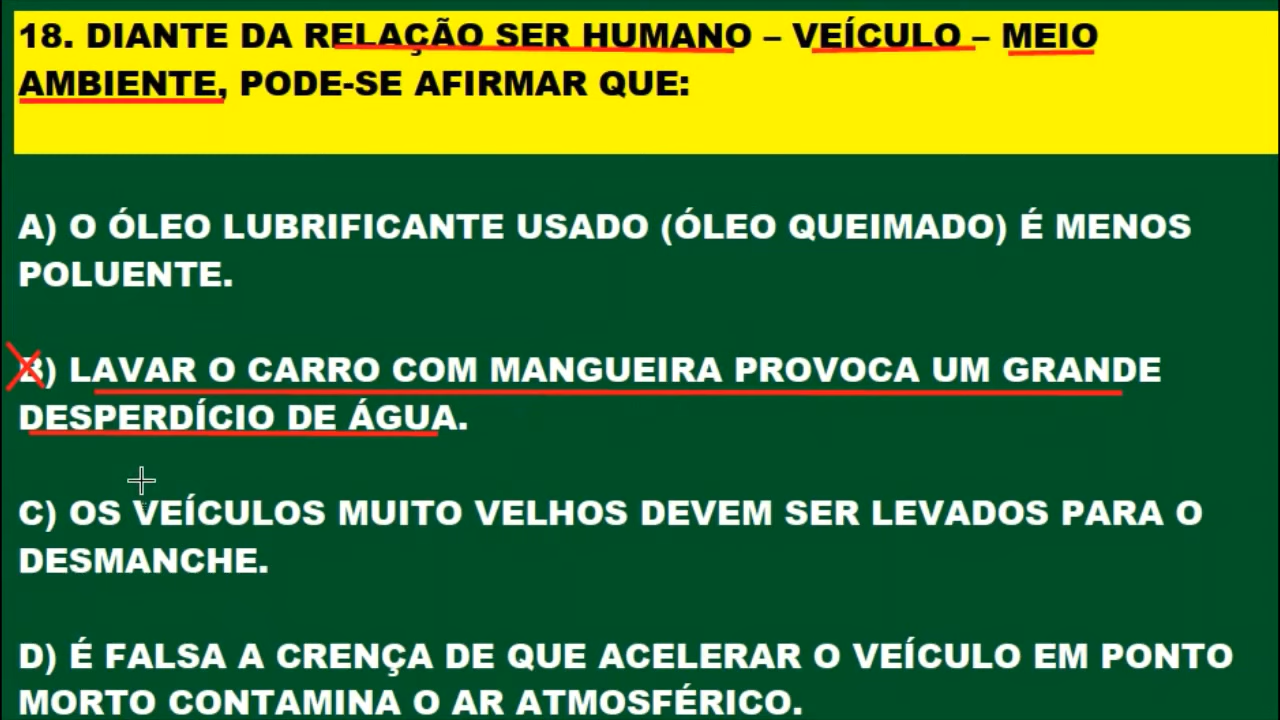 18. DIANTE DA RELAÇÃO SER HUMANO – VEÍCULO – MEIO
AMBIENTE, PODE-SE AFIRMAR QUE:
A) O ÓLEO LUBRIFICANTE USADO (ÓLEO QUEIMADO) É MENOS
POLUENTE.
B) LAVAR O CARRO COM MANGUEIRA PROVOCA UM GRANDE
DESPERDÍCIO DE ÁGUA.
C) OS VEÍCULOS MUITO VELHOS DEVEM SER LEVADOS PARA O
DESMANCHE.
D) É FALSA A CRENÇA DE QUE ACELERAR O VEÍCULO EM PONTO
MORTO CONTAMINA O AR ATMOSFÉRICO.